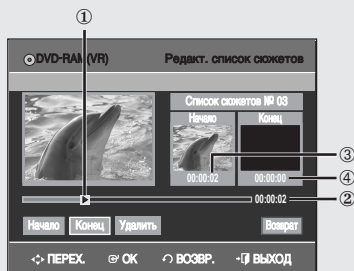 ①
DVD-RAM(VR) Редакт. список сюжетов
Список сюжетов № 03
Начало Конец
③
00:00:02 00:00:00 ④
00:00:02 ②
Начало Конец Удалить Возврат
ПЕРЕХ. ОК ВОЗВР. ВЫХОД